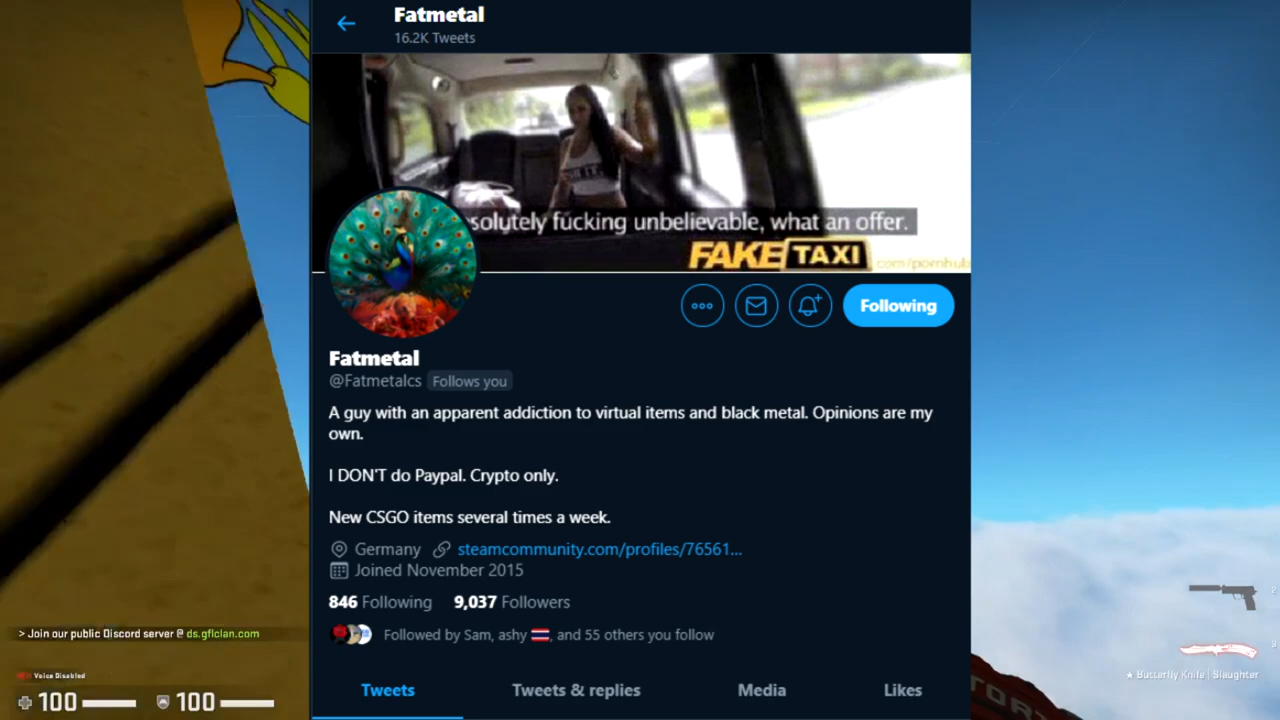 Fatmetal
16.2K Tweets
solutely fucking unbelievable, what an offer.
FAKE TAXI
com/pornhub
Following
Fatmetal
@Fatmetalcs Follows you
A guy with an apparent addiction to virtual items and black metal. Opinions are my
own.
I DON'T do Paypal. Crypto only.
New CSGO items several times a week.
Germany steamcommunity.com/profiles/76561...
Joined November 2015
846 Following 9,037 Followers
Followed by Sam, ashy 🇹🇭, and 55 others you follow
Tweets Tweets & replies Media Likes
> Join our public Discord server @ ds.gflclan.com
Voice Disabled
100 100
2
3
★ Butterfly Knife | Slaughter